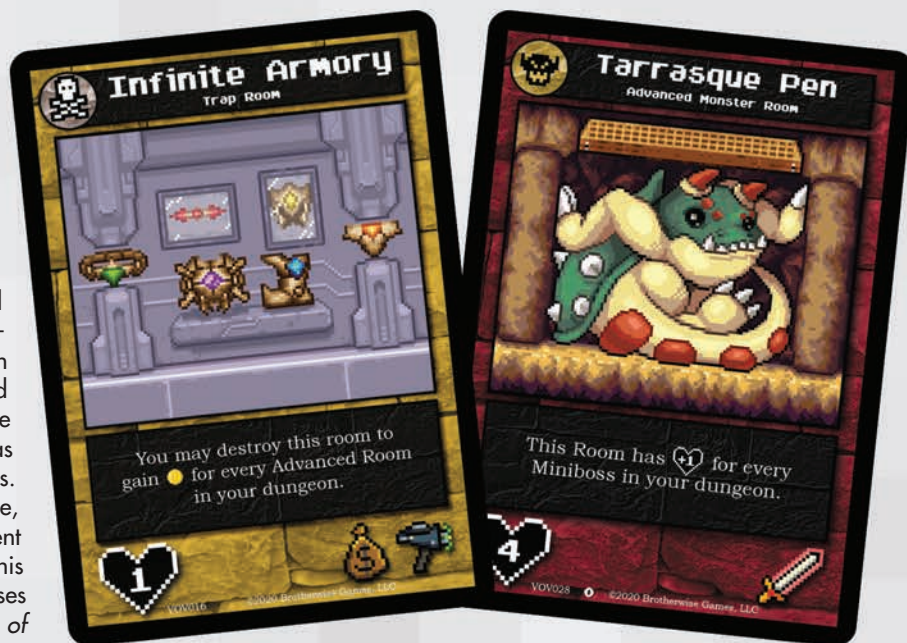 d
-
n
d
e
as
s.
e,
ent
his
ses
of
Infinite Armory
Trap Room
You may destroy this room to
gain for every Advanced Room
in your dungeon.
1
$
VOV016 ©2020 Brotherwise Games, LLC
Tarrasque Pen
Advanced Monster Room
This Room has +1 for every
Miniboss in your dungeon.
4
VOV028 ©2020 Brotherwise Games, LLC